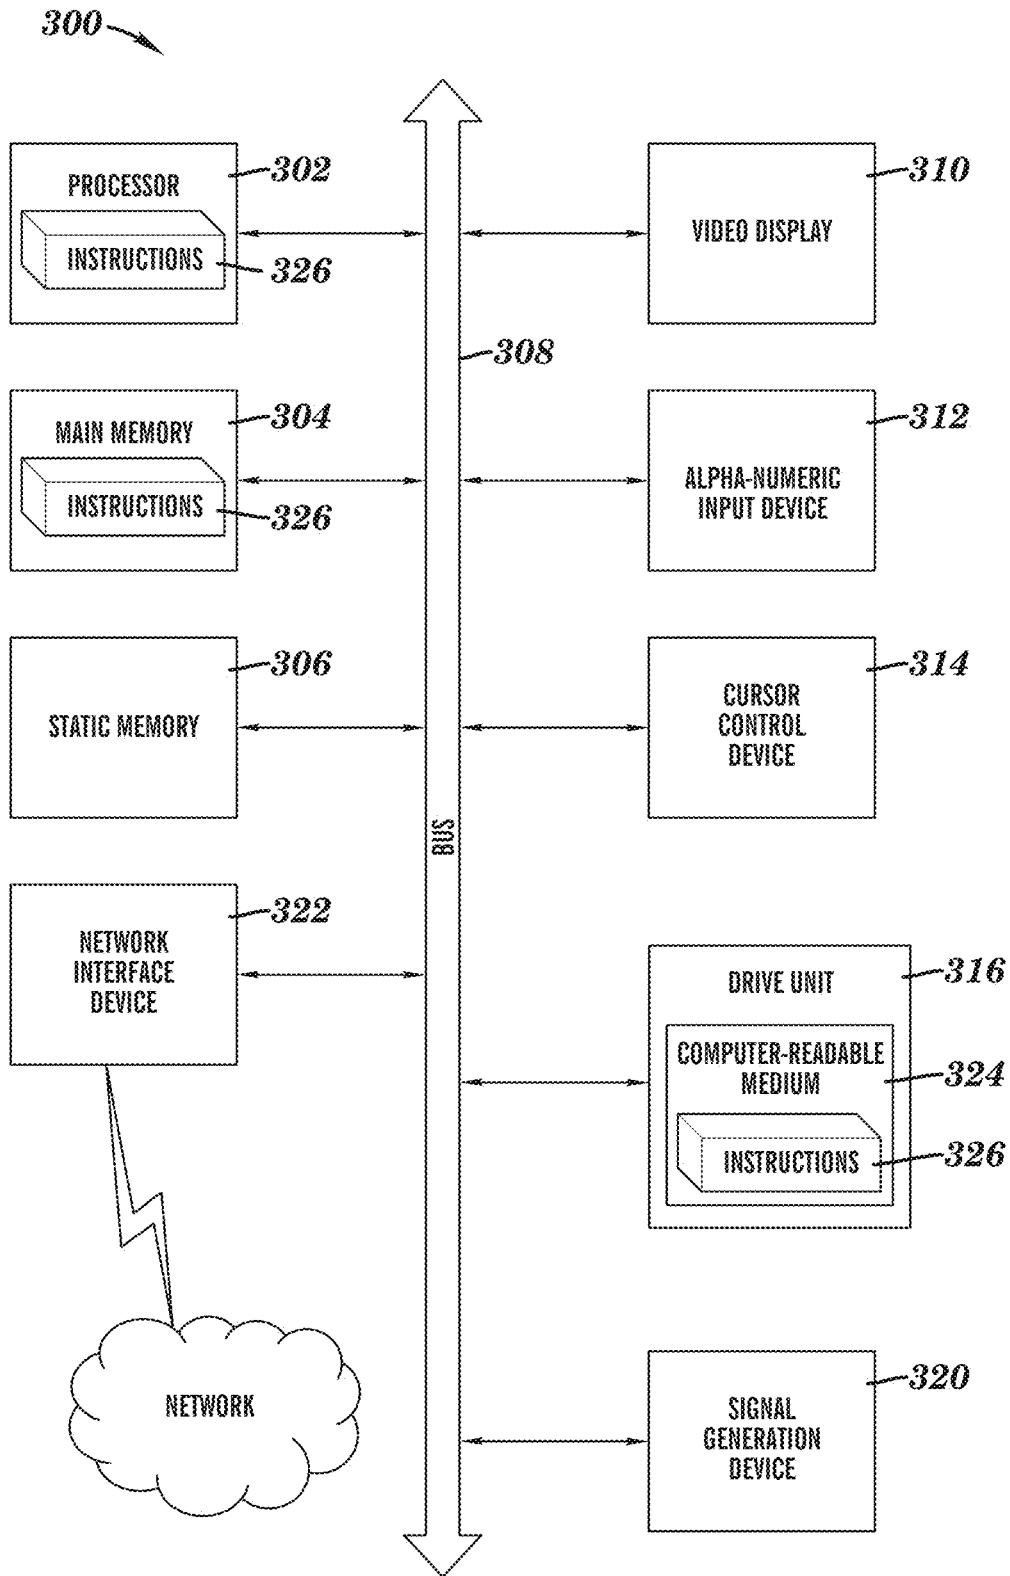 300
PROCESSOR
302
INSTRUCTIONS
326
MAIN MEMORY
304
INSTRUCTIONS
326
STATIC MEMORY
306
NETWORK
INTERFACE
DEVICE
322
NETWORK
BUS
308
VIDEO DISPLAY
310
ALPHA-NUMERIC
INPUT DEVICE
312
CURSOR
CONTROL
DEVICE
314
DRIVE UNIT
316
COMPUTER-READABLE
MEDIUM
324
INSTRUCTIONS
326
SIGNAL
GENERATION
DEVICE
320